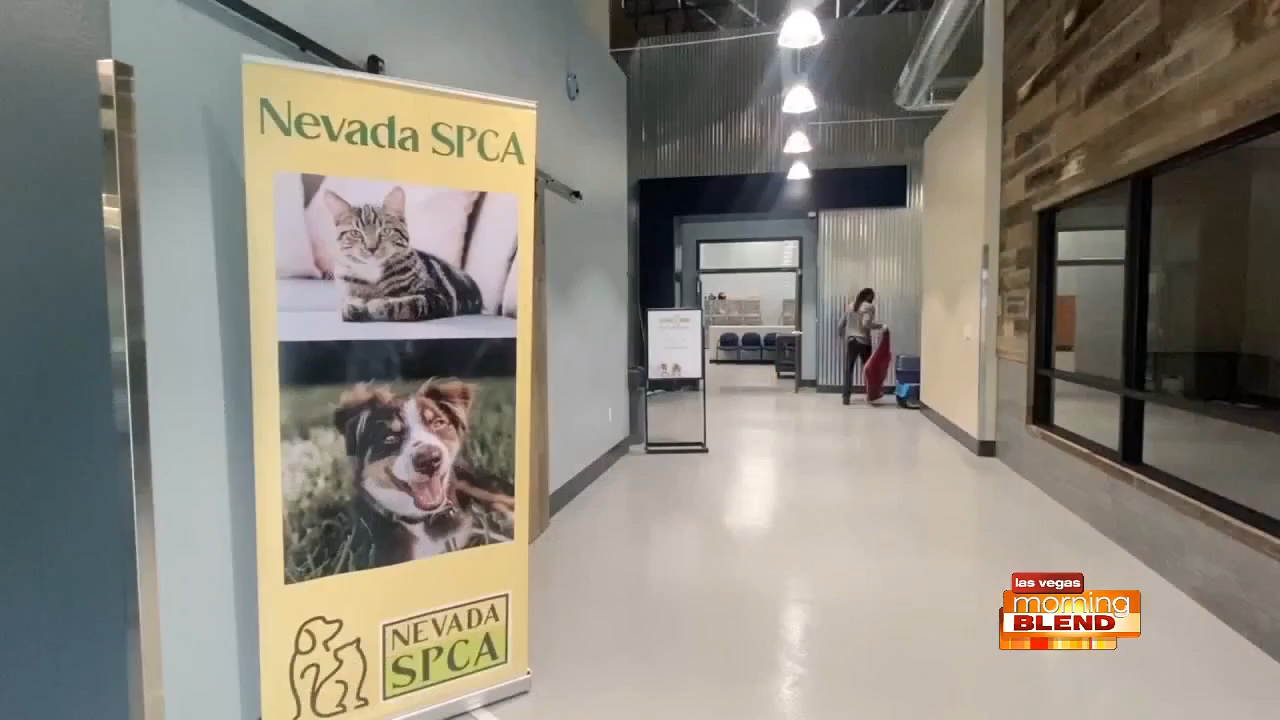 Nevada SPCA
NEVADA
SPCA
las vegas
morning
BLEND